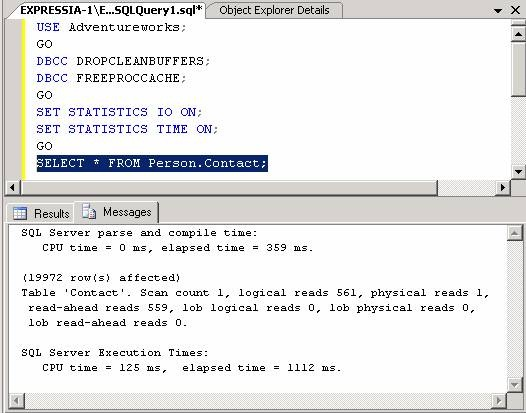 EXPRESSIA-1\E...SQLQuery1.sql* Object Explorer Details
USE Adventureworks;
GO
DBCC DROPCLEANBUFFERS;
DBCC FREEPROCCACHE;
GO
SET STATISTICS IO ON;
SET STATISTICS TIME ON;
GO
SELECT * FROM Person.Contact;
Results Messages
SQL Server parse and compile time:
CPU time = 0 ms, elapsed time = 359 ms.
(19972 row(s) affected)
Table 'Contact'. Scan count 1, logical reads 561, physical reads 1,
read-ahead reads 559, lob logical reads 0, lob physical reads 0,
lob read-ahead reads 0.
SQL Server Execution Times:
CPU time = 125 ms, elapsed time = 1112 ms.